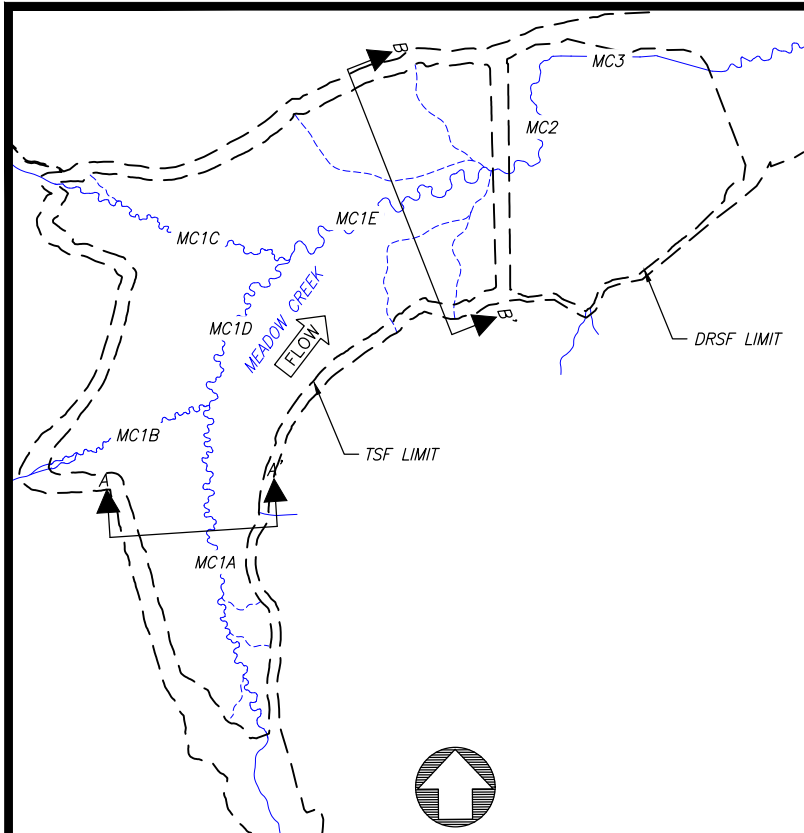 B
MC3
MC2
MC1E
MC1C
MEADOW CREEK
MC1D
FLOW
B'
DRSF LIMIT
MC1B
TSF LIMIT
A
A'
MC1A